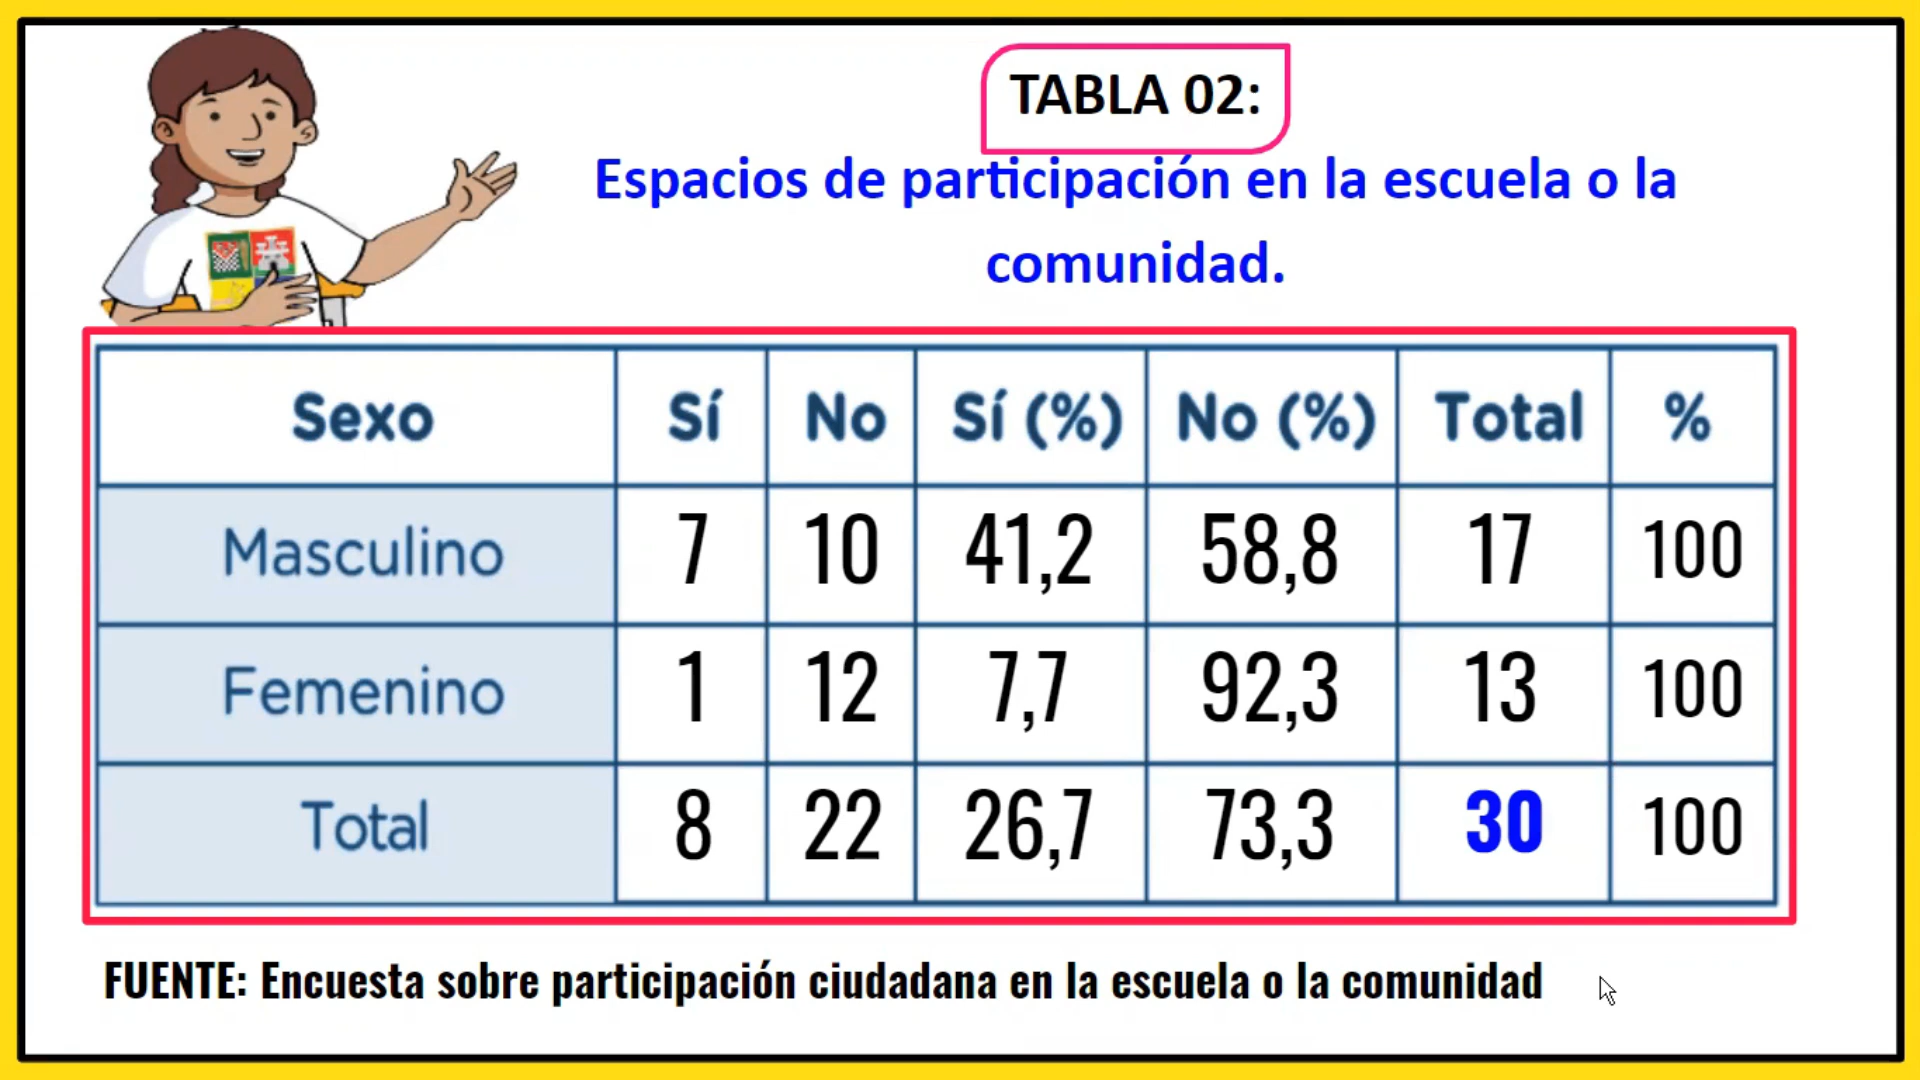 TABLA 02:
Espacios de participación en la escuela o la
comunidad.
Sexo Sí No Sí (%) No (%) Total %
Masculino 7 10 41,2 58,8 17 100
Femenino 1 12 7,7 92,3 13 100
Total 8 22 26,7 73,3 30 100
FUENTE: Encuesta sobre participación ciudadana en la escuela o la comunidad